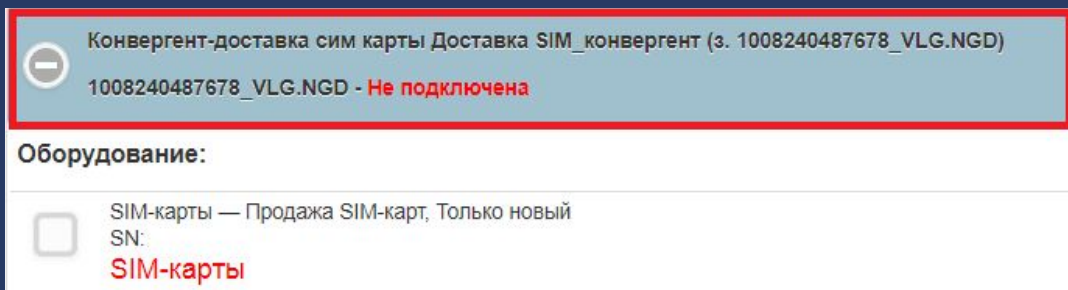 Конвергент-доставка сим карты Доставка SIM_конвергент (з. 1008240487678_VLG.NGD)
1008240487678_VLG.NGD - Не подключена
Оборудование:
SIM-карты — Продажа SIM-карт, Только новый
SN:
SIM-карты